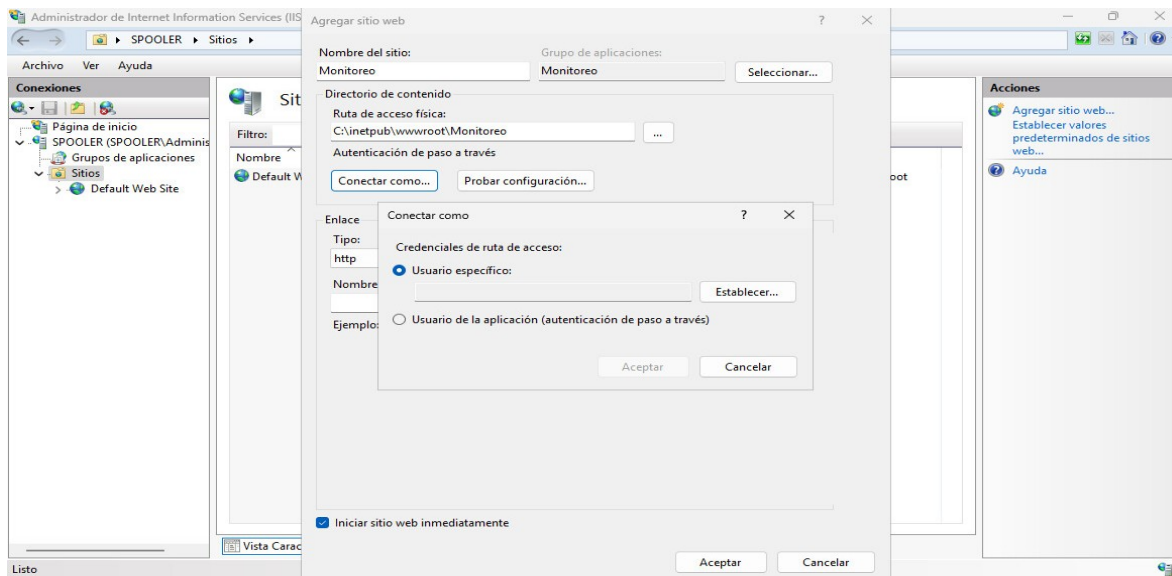 Administrador de Internet Information Services (IIS
SPOOLER
Sitios
Archivo Ver Ayuda
Conexiones
Página de inicio
SPOOLER (SPOOLER\Adminis
Grupos de aplicaciones
Sitios
Default Web Site
Sit
Filtro:
Nombre
Default W
oot
Vista Carac
Listo
Agregar sitio web
?
Nombre del sitio:
Grupo de aplicaciones:
Monitoreo
Monitoreo
Seleccionar...
Directorio de contenido
Ruta de acceso física:
C:\inetpub\wwwroot\Monitoreo
...
Autenticación de paso a través
Conectar como...
Probar configuración...
Enlace
Tipo:
http
Nombre
Ejemplo:
Conectar como
?
Credenciales de ruta de acceso:
Usuario específico:
Establecer...
Usuario de la aplicación (autenticación de paso a través)
Aceptar
Cancelar
Iniciar sitio web inmediatamente
Aceptar
Cancelar
Acciones
Agregar sitio web...
Establecer valores
predeterminados de sitios
web...
Ayuda